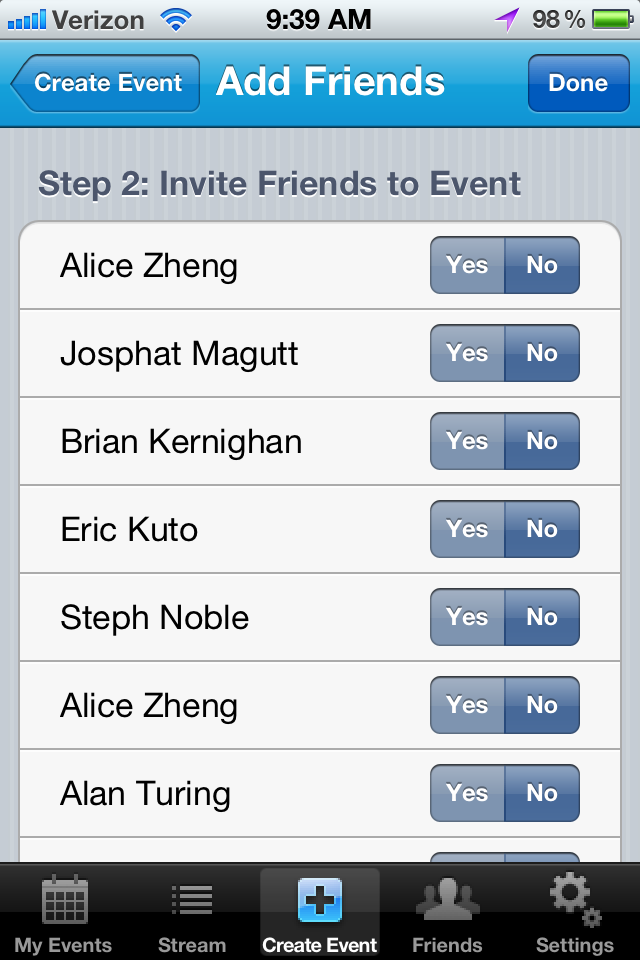 Verizon 9:39 AM 98 %
Create Event Add Friends Done
Step 2: Invite Friends to Event
Alice Zheng Yes No
Josphat Magutt Yes No
Brian Kernighan Yes No
Eric Kuto Yes No
Steph Noble Yes No
Alice Zheng Yes No
Alan Turing Yes No
My Events Stream Create Event Friends Settings